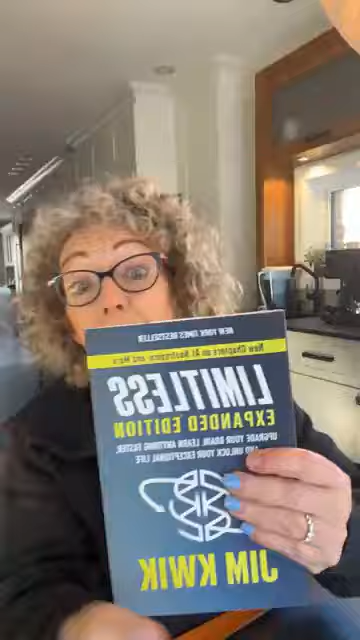 NEW YORK TIMES BESTSELLER
New Chapters on AI, Nootropics, and More
LIMITLESS
EXPANDED EDITION
UPGRADE YOUR BRAIN, LEARN ANYTHING FASTER,
AND UNLOCK YOUR EXCEPTIONAL LIFE
JIM KWIK